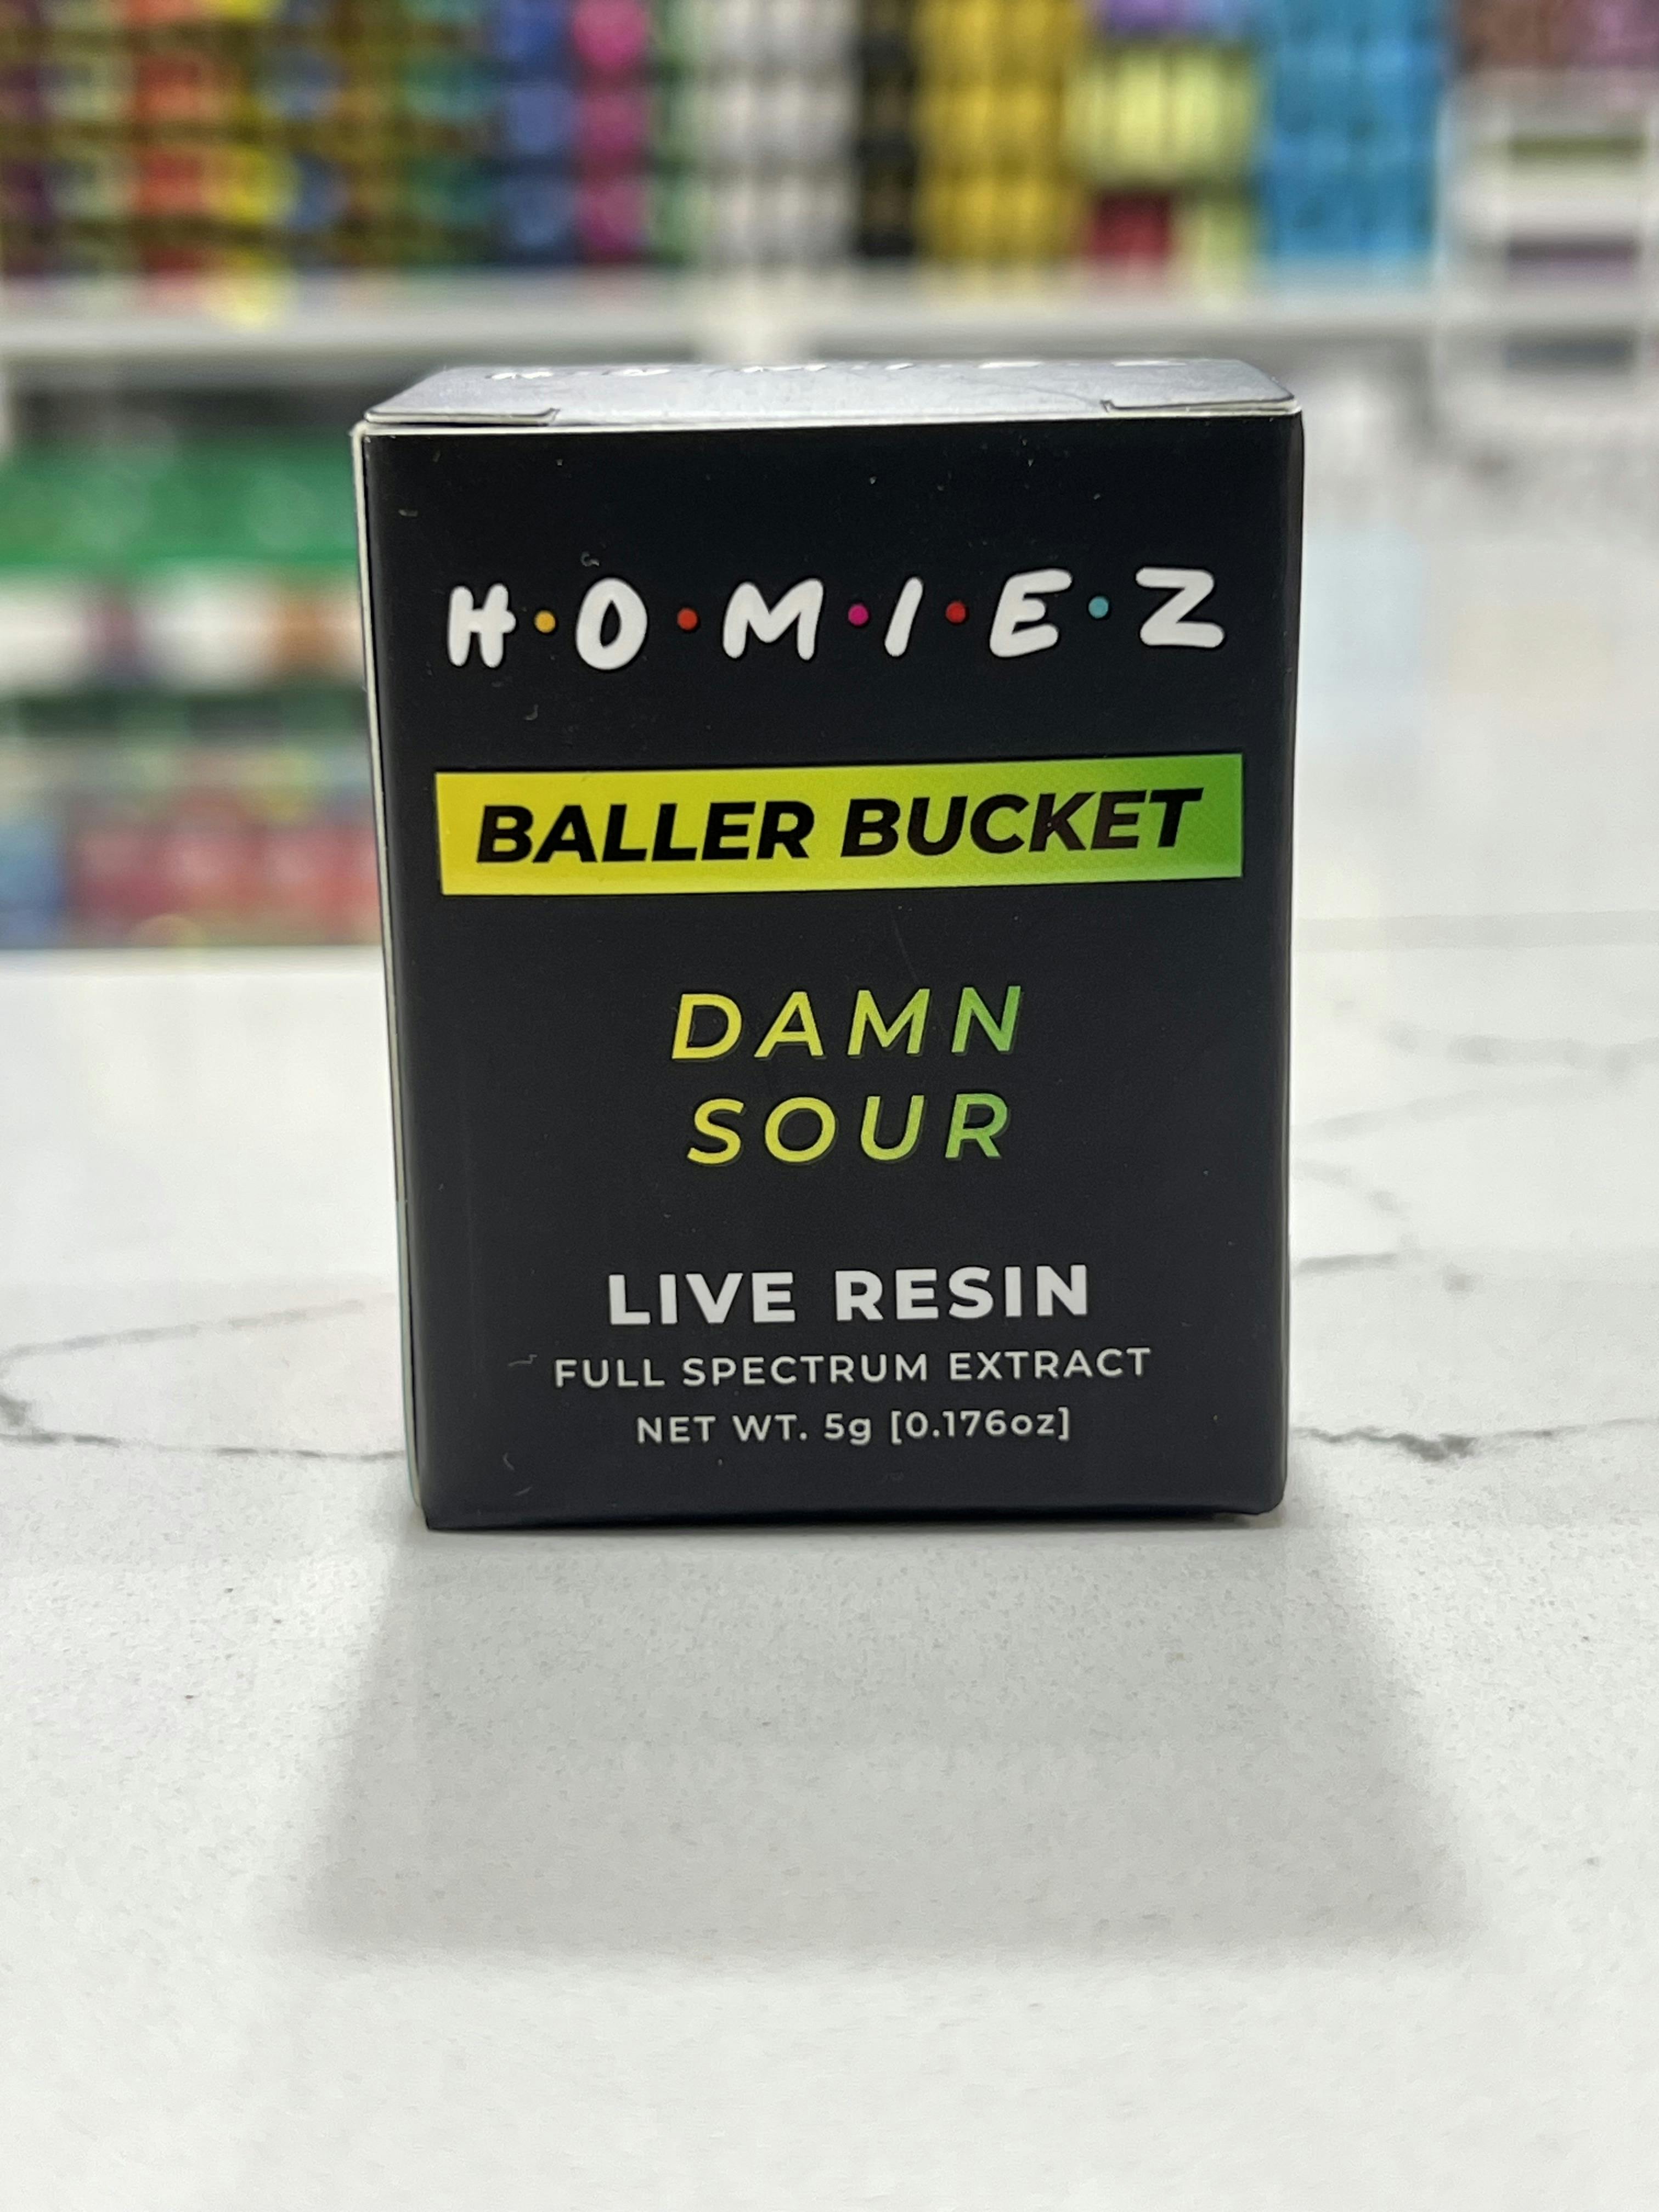 H·O·M·I·E·Z
BALLER BUCKET
DAMN
SOUR
LIVE RESIN
FULL SPECTRUM EXTRACT
NET WT. 5g [0.176oz]